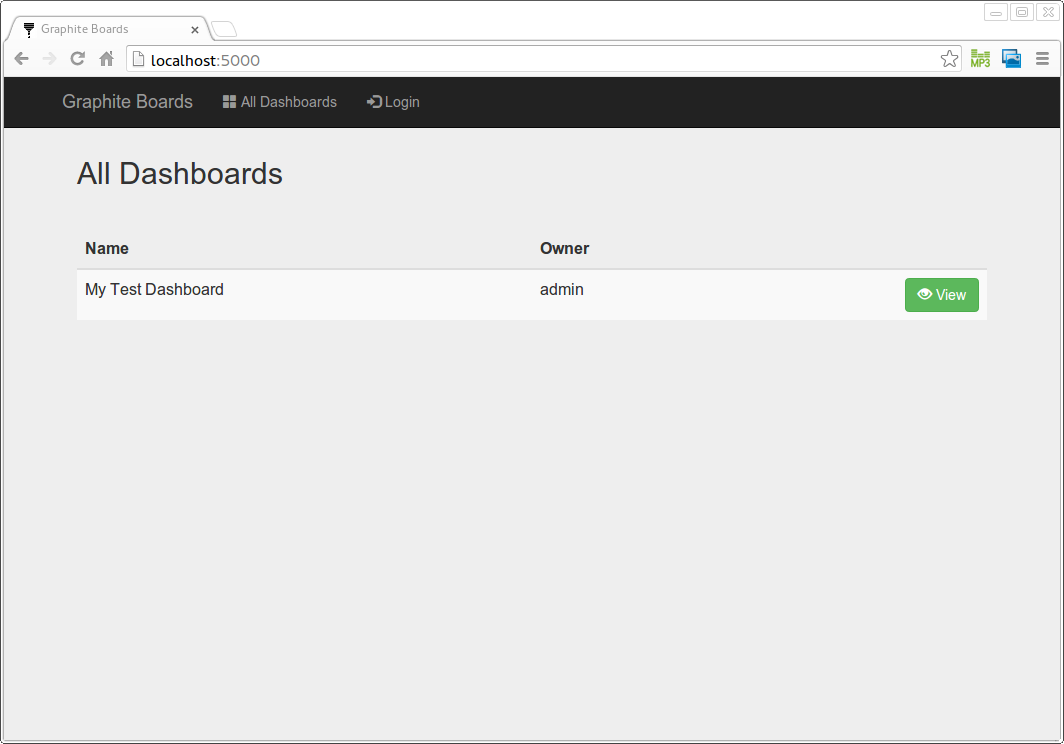 Graphite Boards
localhost:5000
MP3
Graphite Boards All Dashboards Login
All Dashboards
Name Owner
My Test Dashboard admin View